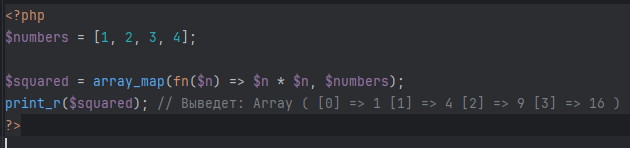 <?php
$numbers = [1, 2, 3, 4];
$squared = array_map(fn($n) => $n * $n, $numbers);
print_r($squared); // Выведет: Array ( [0] => 1 [1] => 4 [2] => 9 [3] => 16 )
?>